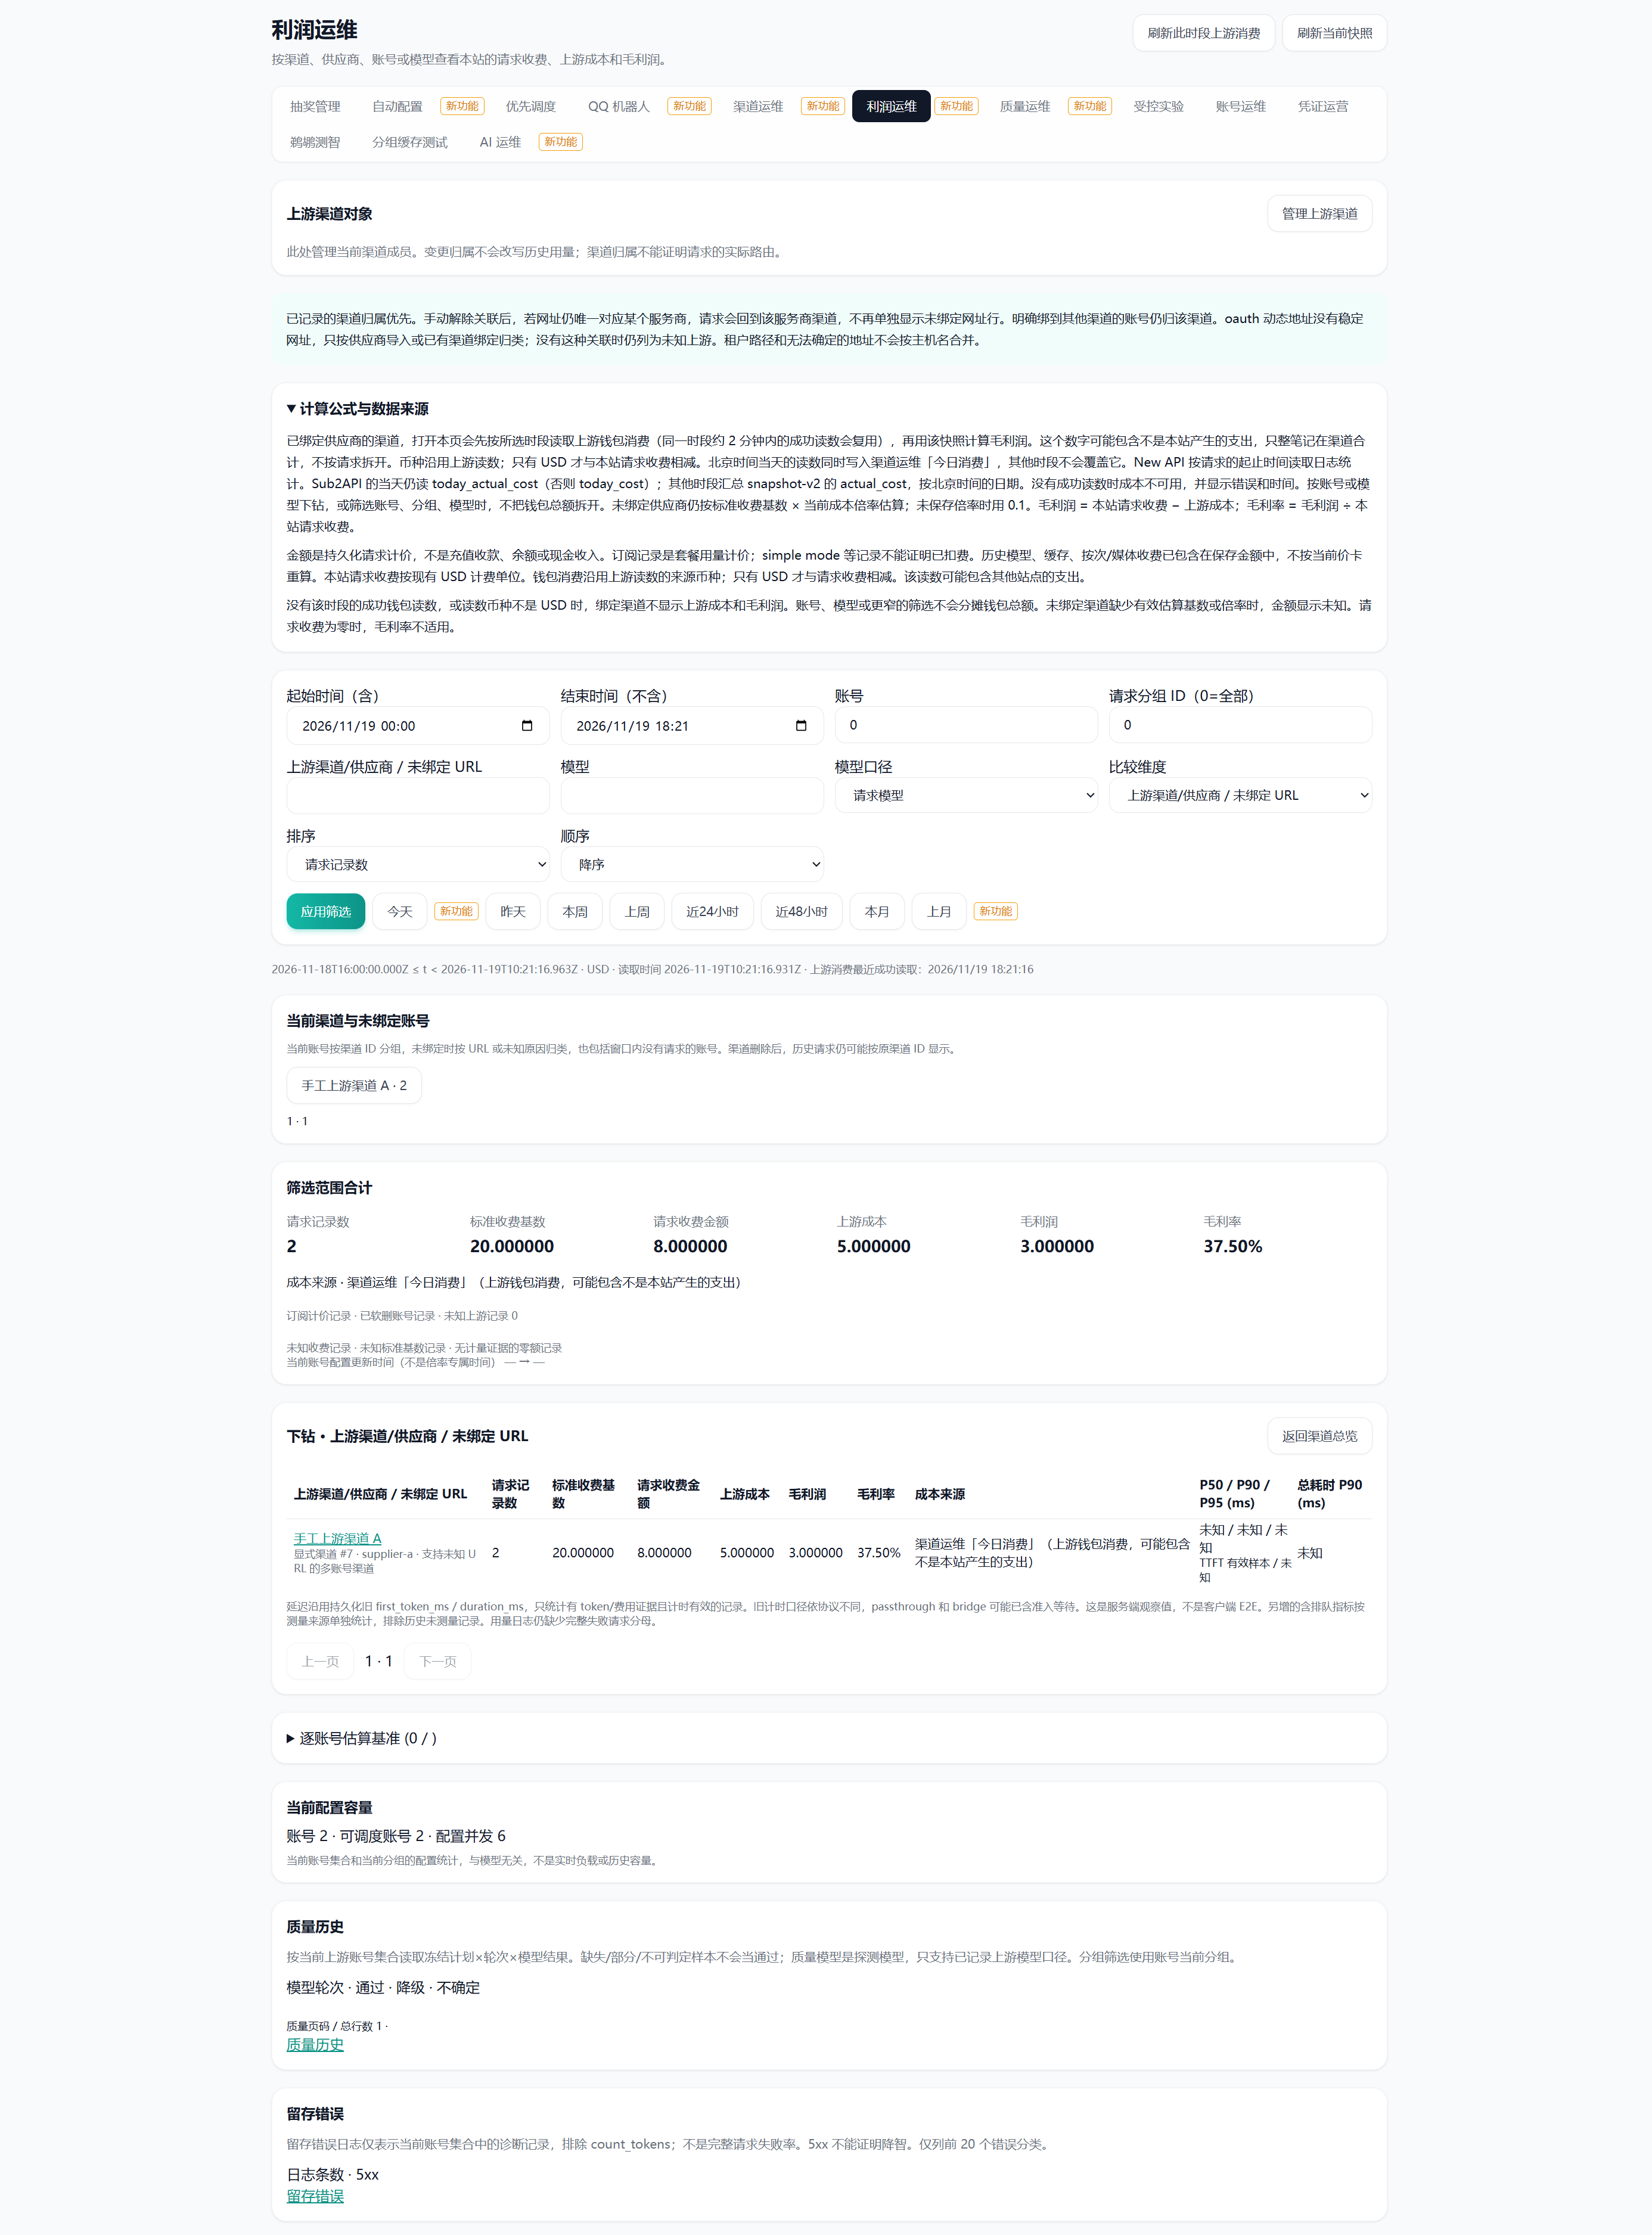 利润运维
刷新此时段上游消费
刷新当前快照
按渠道、供应商、账号或模型查看本站的请求收费、上游成本和毛利润。
抽奖管理
自动配置
新功能
优先调度
QQ 机器人
新功能
渠道运维
新功能
利润运维
新功能
质量运维
新功能
受控实验
账号运维
凭证运营
鹈鹕测智
分组缓存测试
AI 运维
新功能
上游渠道对象
管理上游渠道
此处管理当前渠道成员。变更归属不会改写历史用量；渠道归属不能证明请求的实际路由。
已记录的渠道归属优先。手动解除关联后，若网址仍唯一对应某个服务商，请求会回到该服务商渠道，不再单独显示未绑定网址行。明确绑到其他渠道的账号仍归该渠道。oauth 动态地址没有稳定
网址，只按供应商导入或已有渠道绑定归类；没有这种关联时仍列为未知上游。租户路径和无法确定的地址不会按主机名合并。
▼ 计算公式与数据来源
已绑定供应商的渠道，打开本页会先按所选时段读取上游钱包消费（同一时段约 2 分钟内的成功读数会复用），再用该快照计算毛利润。这个数字可能包含不是本站产生的支出，只整笔记在渠道合
计，不按请求拆开。币种沿用上游读数；只有 USD 才与本站请求收费相减。北京时间当天的读数同时写入渠道运维「今日消费」，其他时段不会覆盖它。New API 按请求的起止时间读取日志统
计。Sub2API 的当天仍读 today_actual_cost（否则 today_cost）；其他时段汇总 snapshot-v2 的 actual_cost，按北京时间的日期。没有成功读数时成本不可用，并显示错误和时间。按账号或模
型下钻，或筛选账号、分组、模型时，不把钱包总额拆开。未绑定供应商仍按标准收费基数 × 当前成本倍率估算；未保存倍率时用 0.1。毛利润 = 本站请求收费 − 上游成本；毛利率 = 毛利润 ÷ 本
站请求收费。
金额是持久化请求计价，不是充值收款、余额或现金收入。订阅记录是套餐用量计价；simple mode 等记录不能证明已扣费。历史模型、缓存、按次/媒体收费已包含在保存金额中，不按当前价卡
重算。本站请求收费按现有 USD 计费单位。钱包消费沿用上游读数的来源币种；只有 USD 才与请求收费相减。该读数可能包含其他站点的支出。
没有该时段的成功钱包读数，或读数币种不是 USD 时，绑定渠道不显示上游成本和毛利润。账号、模型或更窄的筛选不会分摊钱包总额。未绑定渠道缺少有效估算基数或倍率时，金额显示未知。请
求收费为零时，毛利率不适用。
起始时间（含）
结束时间（不含）
账号
请求分组 ID（0=全部）
2026/11/19 00:00
2026/11/19 18:21
0
0
上游渠道/供应商 / 未绑定 URL
模型
模型口径
比较维度
请求模型
上游渠道/供应商 / 未绑定 URL
排序
顺序
请求记录数
降序
应用筛选
今天
新功能
昨天
本周
上周
近24小时
近48小时
本月
上月
新功能
2026-11-18T16:00:00.000Z ≤ t < 2026-11-19T10:21:16.963Z · USD · 读取时间 2026-11-19T10:21:16.931Z · 上游消费最近成功读取：2026/11/19 18:21:16
当前渠道与未绑定账号
当前账号按渠道 ID 分组，未绑定时按 URL 或未知原因归类，也包括窗口内没有请求的账号。渠道删除后，历史请求仍可能按原渠道 ID 显示。
手工上游渠道 A · 2
1 · 1
筛选范围合计
请求记录数
标准收费基数
请求收费金额
上游成本
毛利润
毛利率
2
20.000000
8.000000
5.000000
3.000000
37.50%
成本来源 · 渠道运维「今日消费」（上游钱包消费，可能包含不是本站产生的支出）
订阅计价记录 · 已软删账号记录 · 未知上游记录 0
未知收费记录 · 未知标准基数记录 · 无计量证据的零额记录
当前账号配置更新时间（不是倍率专属时间） — → —
下钻 · 上游渠道/供应商 / 未绑定 URL
返回渠道总览
上游渠道/供应商 / 未绑定 URL
请求记
录数
标准收费基
数
请求收费金
额
上游成本
毛利润
毛利率
成本来源
P50 / P90 /
P95 (ms)
总耗时 P90
(ms)
手工上游渠道 A
显式渠道 #7 · supplier-a · 支持未知 U
RL 的多账号渠道
2
20.000000
8.000000
5.000000
3.000000
37.50%
渠道运维「今日消费」（上游钱包消费，可能包含
不是本站产生的支出）
未知 / 未知 / 未
知
TTFT 有效样本 / 未
知
未知
延迟沿用持久化旧 first_token_ms / duration_ms，只统计有 token/费用证据且计时有效的记录。旧计时口径依协议不同，passthrough 和 bridge 可能已含准入等待。这是服务端观察值，不是客户端 E2E。另增的含排队指标按
测量来源单独统计，排除历史未测量记录。用量日志仍缺少完整失败请求分母。
上一页
1 · 1
下一页
▶ 逐账号估算基准 (0 / )
当前配置容量
账号 2 · 可调度账号 2 · 配置并发 6
当前账号集合和当前分组的配置统计，与模型无关，不是实时负载或历史容量。
质量历史
按当前上游账号集合读取冻结计划×轮次×模型结果。缺失/部分/不可判定样本不会当通过；质量模型是探测模型，只支持已记录上游模型口径。分组筛选使用账号当前分组。
模型轮次 · 通过 · 降级 · 不确定
质量页码 / 总行数 1 ·
质量历史
留存错误
留存错误日志仅表示当前账号集合中的诊断记录，排除 count_tokens；不是完整请求失败率。5xx 不能证明降智。仅列前 20 个错误分类。
日志条数 · 5xx
留存错误